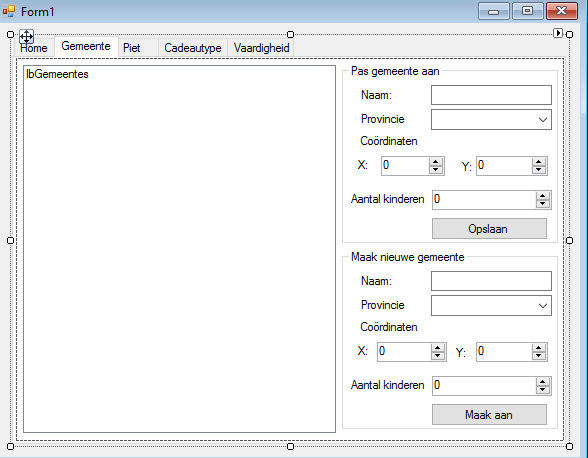 Form1
Home Gemeente Piet Cadeautype Vaardigheid
lbGemeentes
Pas gemeente aan
Naam:
Provincie
Coördinaten
X: 0 Y: 0
Aantal kinderen 0
Opslaan
Maak nieuwe gemeente
Naam:
Provincie
Coördinaten
X: 0 Y: 0
Aantal kinderen 0
Maak aan